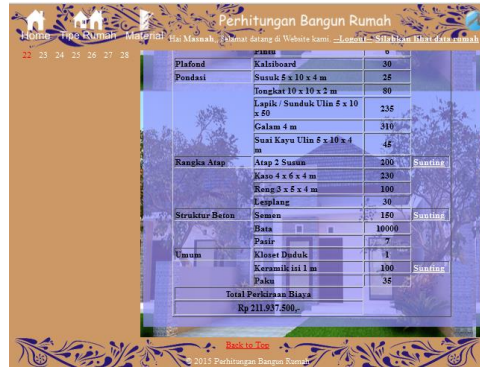 Perhitungan Bangun Rumah
Home Tipe Rumah Material
Hai Masnah, Selamat datang di Website kami. --Logout-- Silahkan lihat data rumah
22 23 24 25 26 27 28
Pintu 6
Plafond Kalsiboard 30
Pondasi Susuk 5 x 10 x 4 m 25
Tongkat 10 x 10 x 2 m 80
Lapik / Sunduk Ulin 5 x 10
x 50 235
Galam 4 m 310
Suai Kayu Ulin 5 x 10 x 4
m 45
Rangka Atap Atap 2 Susun 200 Sunting
Kaso 4 x 6 x 4 m 230
Reng 3 x 5 x 4 m 100
Lesplang 30
Struktur Beton Semen 150 Sunting
Bata 10000
Pasir 7
Umum Kloset Duduk 1
Keramik isi 1 m 100 Sunting
Paku 35
Total Perkiraan Biaya
Rp 211.937.500,-
Back to Top
© 2015 Perhitungan Bangun Rumah